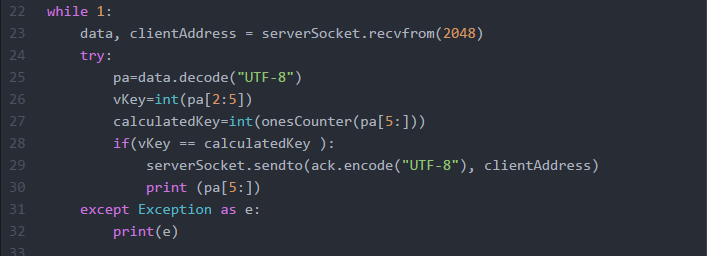 22 while 1:
23     data, clientAddress = serverSocket.recvfrom(2048)
24     try:
25         pa=data.decode("UTF-8")
26         vKey=int(pa[2:5])
27         calculatedKey=int(onesCounter(pa[5:]))
28         if(vKey == calculatedKey ):
29             serverSocket.sendto(ack.encode("UTF-8"), clientAddress)
30             print (pa[5:])
31     except Exception as e:
32         print(e)
33